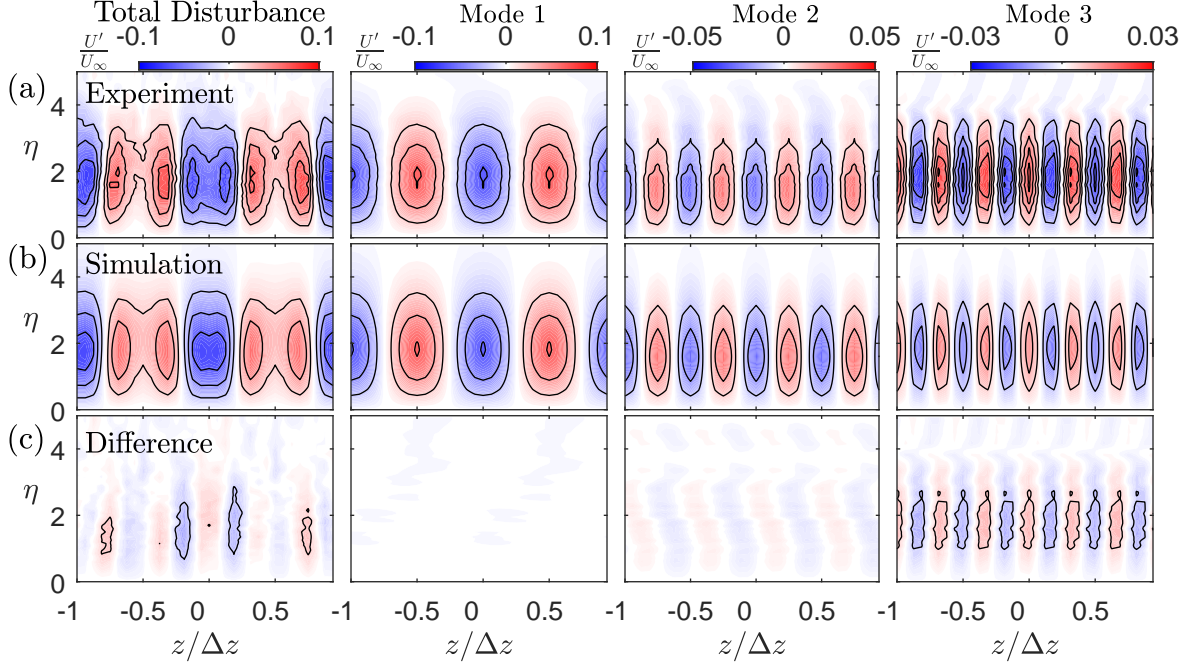 Total Disturbance Mode 1 Mode 2 Mode 3
U′/U∞ -0.1 0 0.1 U′/U∞ -0.1 0 0.1 U′/U∞ -0.05 0 0.05 U′/U∞ -0.03 0 0.03
(a) Experiment
4
η 2
0
(b) Simulation
4
η 2
0
(c) Difference
4
η 2
0
-1 -0.5 0 0.5 -1 -0.5 0 0.5 -1 -0.5 0 0.5 -1 -0.5 0 0.5
z/Δz z/Δz z/Δz z/Δz